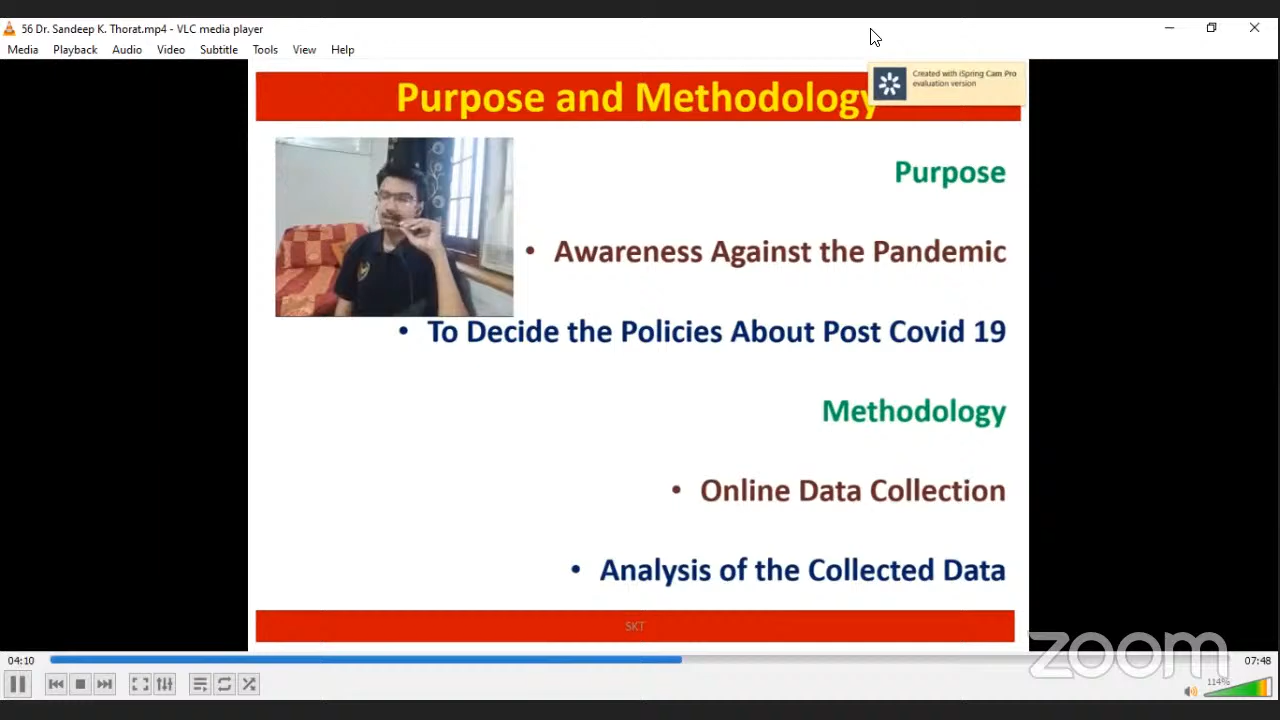 56 Dr. Sandeep K. Thorat.mp4 - VLC media player
Media Playback Audio Video Subtitle Tools View Help
Created with iSpring Cam Pro
evaluation version
Purpose and Methodology
Purpose
• Awareness Against the Pandemic
• To Decide the Policies About Post Covid 19
Methodology
• Online Data Collection
• Analysis of the Collected Data
SKT
zoom
04:10
07:48
114%